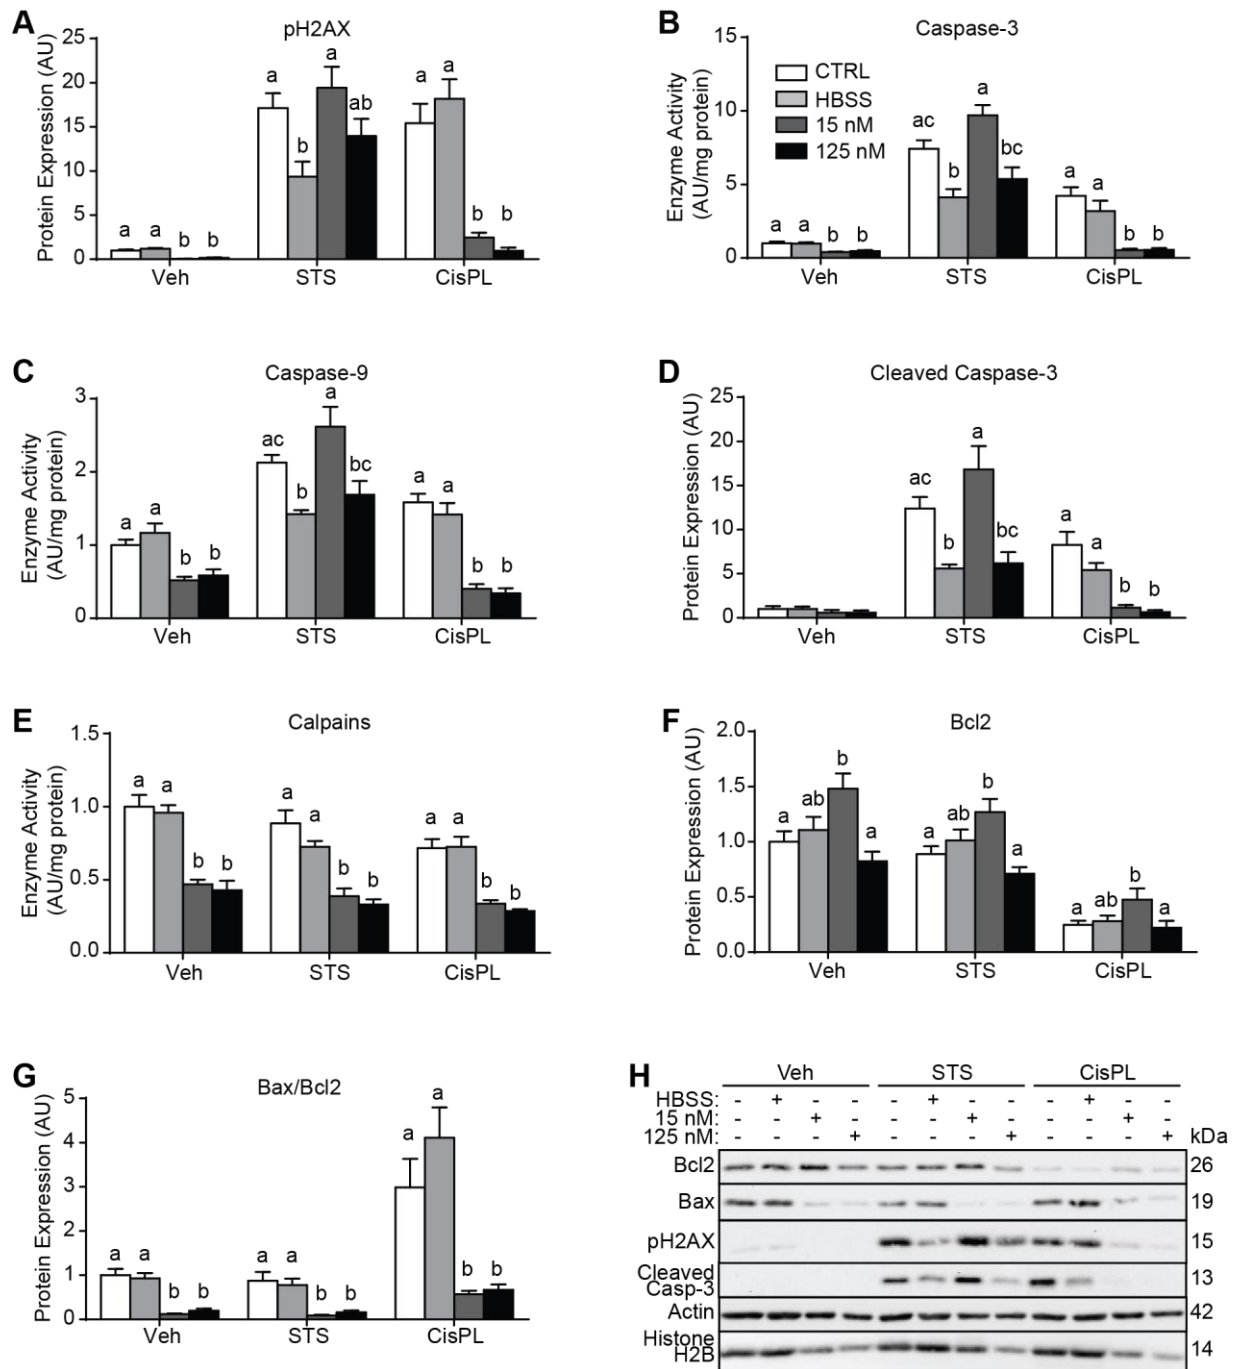 A
pH2AX
Protein Expression (AU)
25
20
15
10
5
0
a a b b
a b a ab
a a b b
Veh STS CisPL
B
Caspase-3
Enzyme Activity
(AU/mg protein)
15
10
5
0
CTRL
HBSS
15 nM
125 nM
a a b b
ac b a bc
a a b b
Veh STS CisPL
C
Caspase-9
Enzyme Activity
(AU/mg protein)
3
2
1
0
a a b b
ac b a bc
a a b b
Veh STS CisPL
D
Cleaved Caspase-3
Protein Expression (AU)
25
20
15
10
5
0
ac b a bc
a a b b
Veh STS CisPL
E
Calpains
Enzyme Activity
(AU/mg protein)
1.5
1.0
0.5
0.0
a a b b
a a b b
a a b b
Veh STS CisPL
F
Bcl2
Protein Expression (AU)
2.0
1.5
1.0
0.5
0.0
a ab b a
a ab b a
a ab b a
Veh STS CisPL
G
Bax/Bcl2
Protein Expression (AU)
5
4
3
2
1
0
a a b b
a a b b
a a b b
Veh STS CisPL
H
Veh STS CisPL
HBSS: - + - - - + - - - + - -
15 nM: - - + - - - + - - - + -
125 nM: - - - + - - - + - - - + kDa
Bcl2 26
Bax 19
pH2AX 15
Cleaved
Casp-3 13
Actin 42
Histone
H2B 14